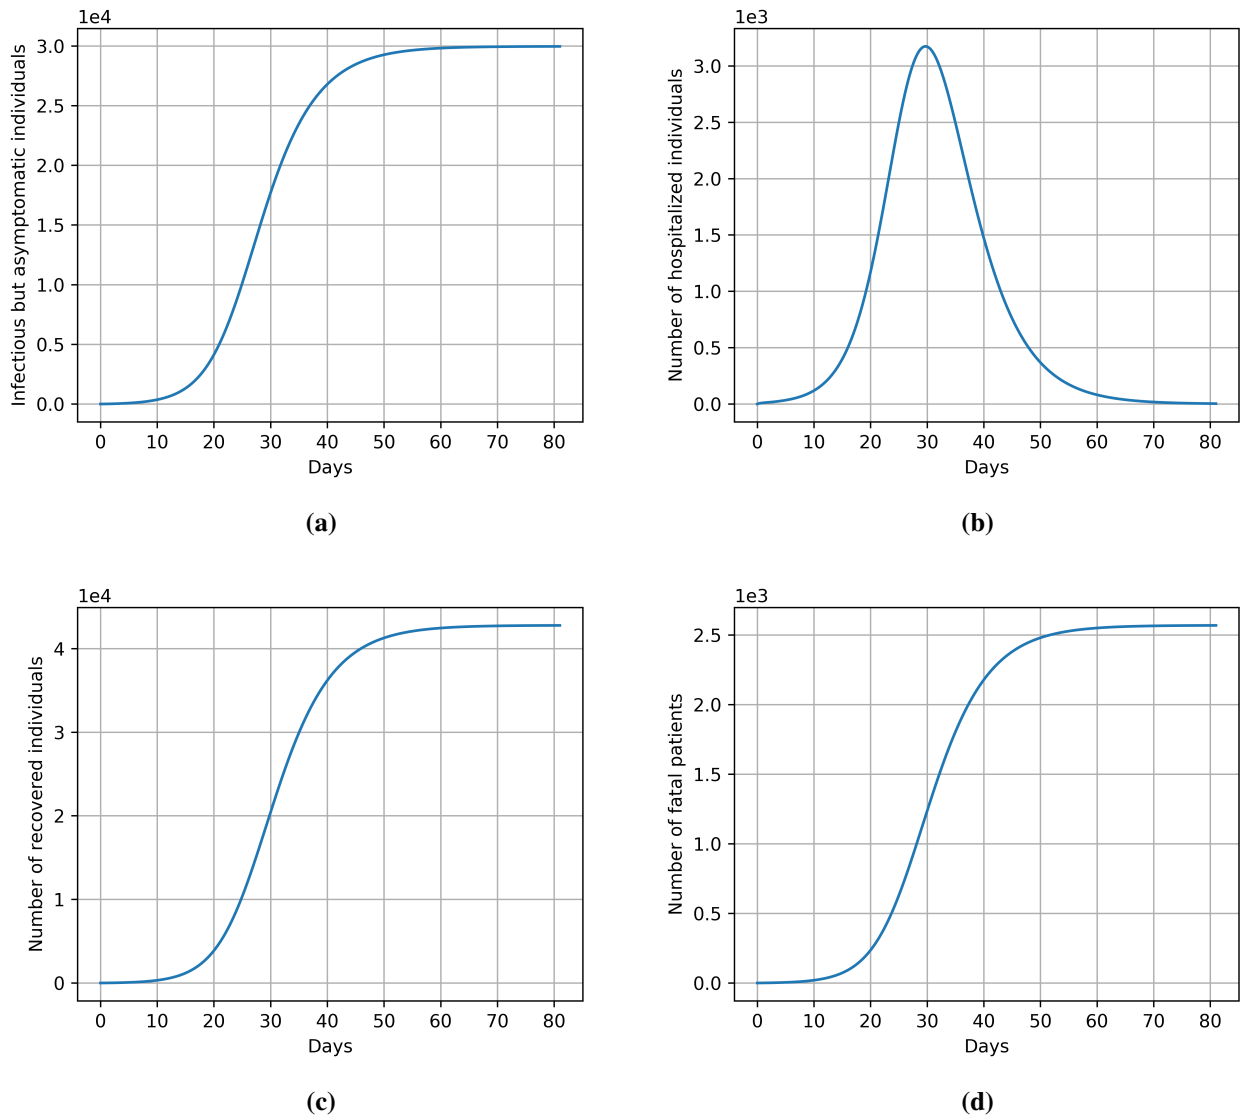 1e4
Infectious but asymptomatic individuals
3.0
2.5
2.0
1.5
1.0
0.5
0.0
0 10 20 30 40 50 60 70 80
Days
(a)
1e3
Number of hospitalized individuals
3.0
2.5
2.0
1.5
1.0
0.5
0.0
0 10 20 30 40 50 60 70 80
Days
(b)
1e4
Number of recovered individuals
4
3
2
1
0
0 10 20 30 40 50 60 70 80
Days
(c)
1e3
Number of fatal patients
2.5
2.0
1.5
1.0
0.5
0.0
0 10 20 30 40 50 60 70 80
Days
(d)